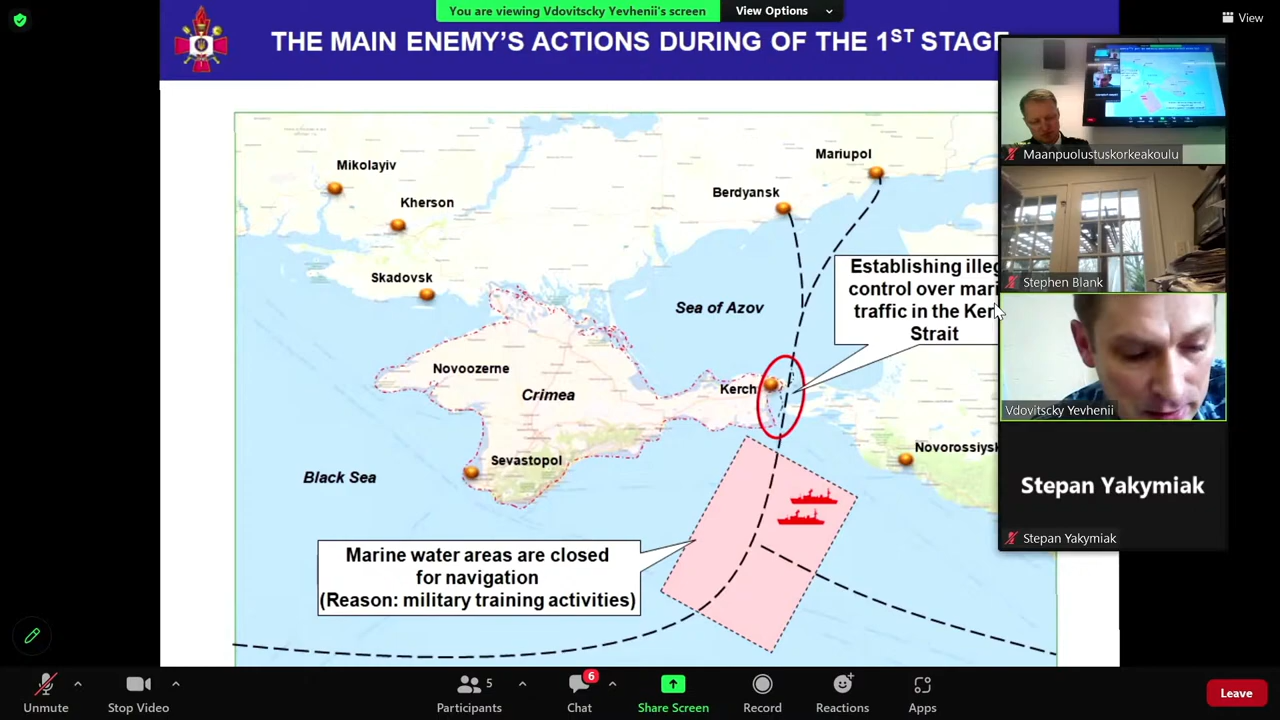 You are viewing Vdovitscky Yevhenii's screen
View Options
View
THE MAIN ENEMY'S ACTIONS DURING OF THE 1ST STAGE
Mikolayiv
Kherson
Skadovsk
Mariupol
Berdyansk
Sea of Azov
Establishing illeg
control over mari
traffic in the Ker
Strait
Novoozerne
Crimea
Kerch
Sevastopol
Novorossiysk
Black Sea
Marine water areas are closed
for navigation
(Reason: military training activities)
Maanpuolustuskorkeakoulu
Stephen Blank
Vdovitscky Yevhenii
Stepan Yakymiak
Stepan Yakymiak
Unmute
Stop Video
5
Participants
6
Chat
Share Screen
Record
Reactions
Apps
Leave